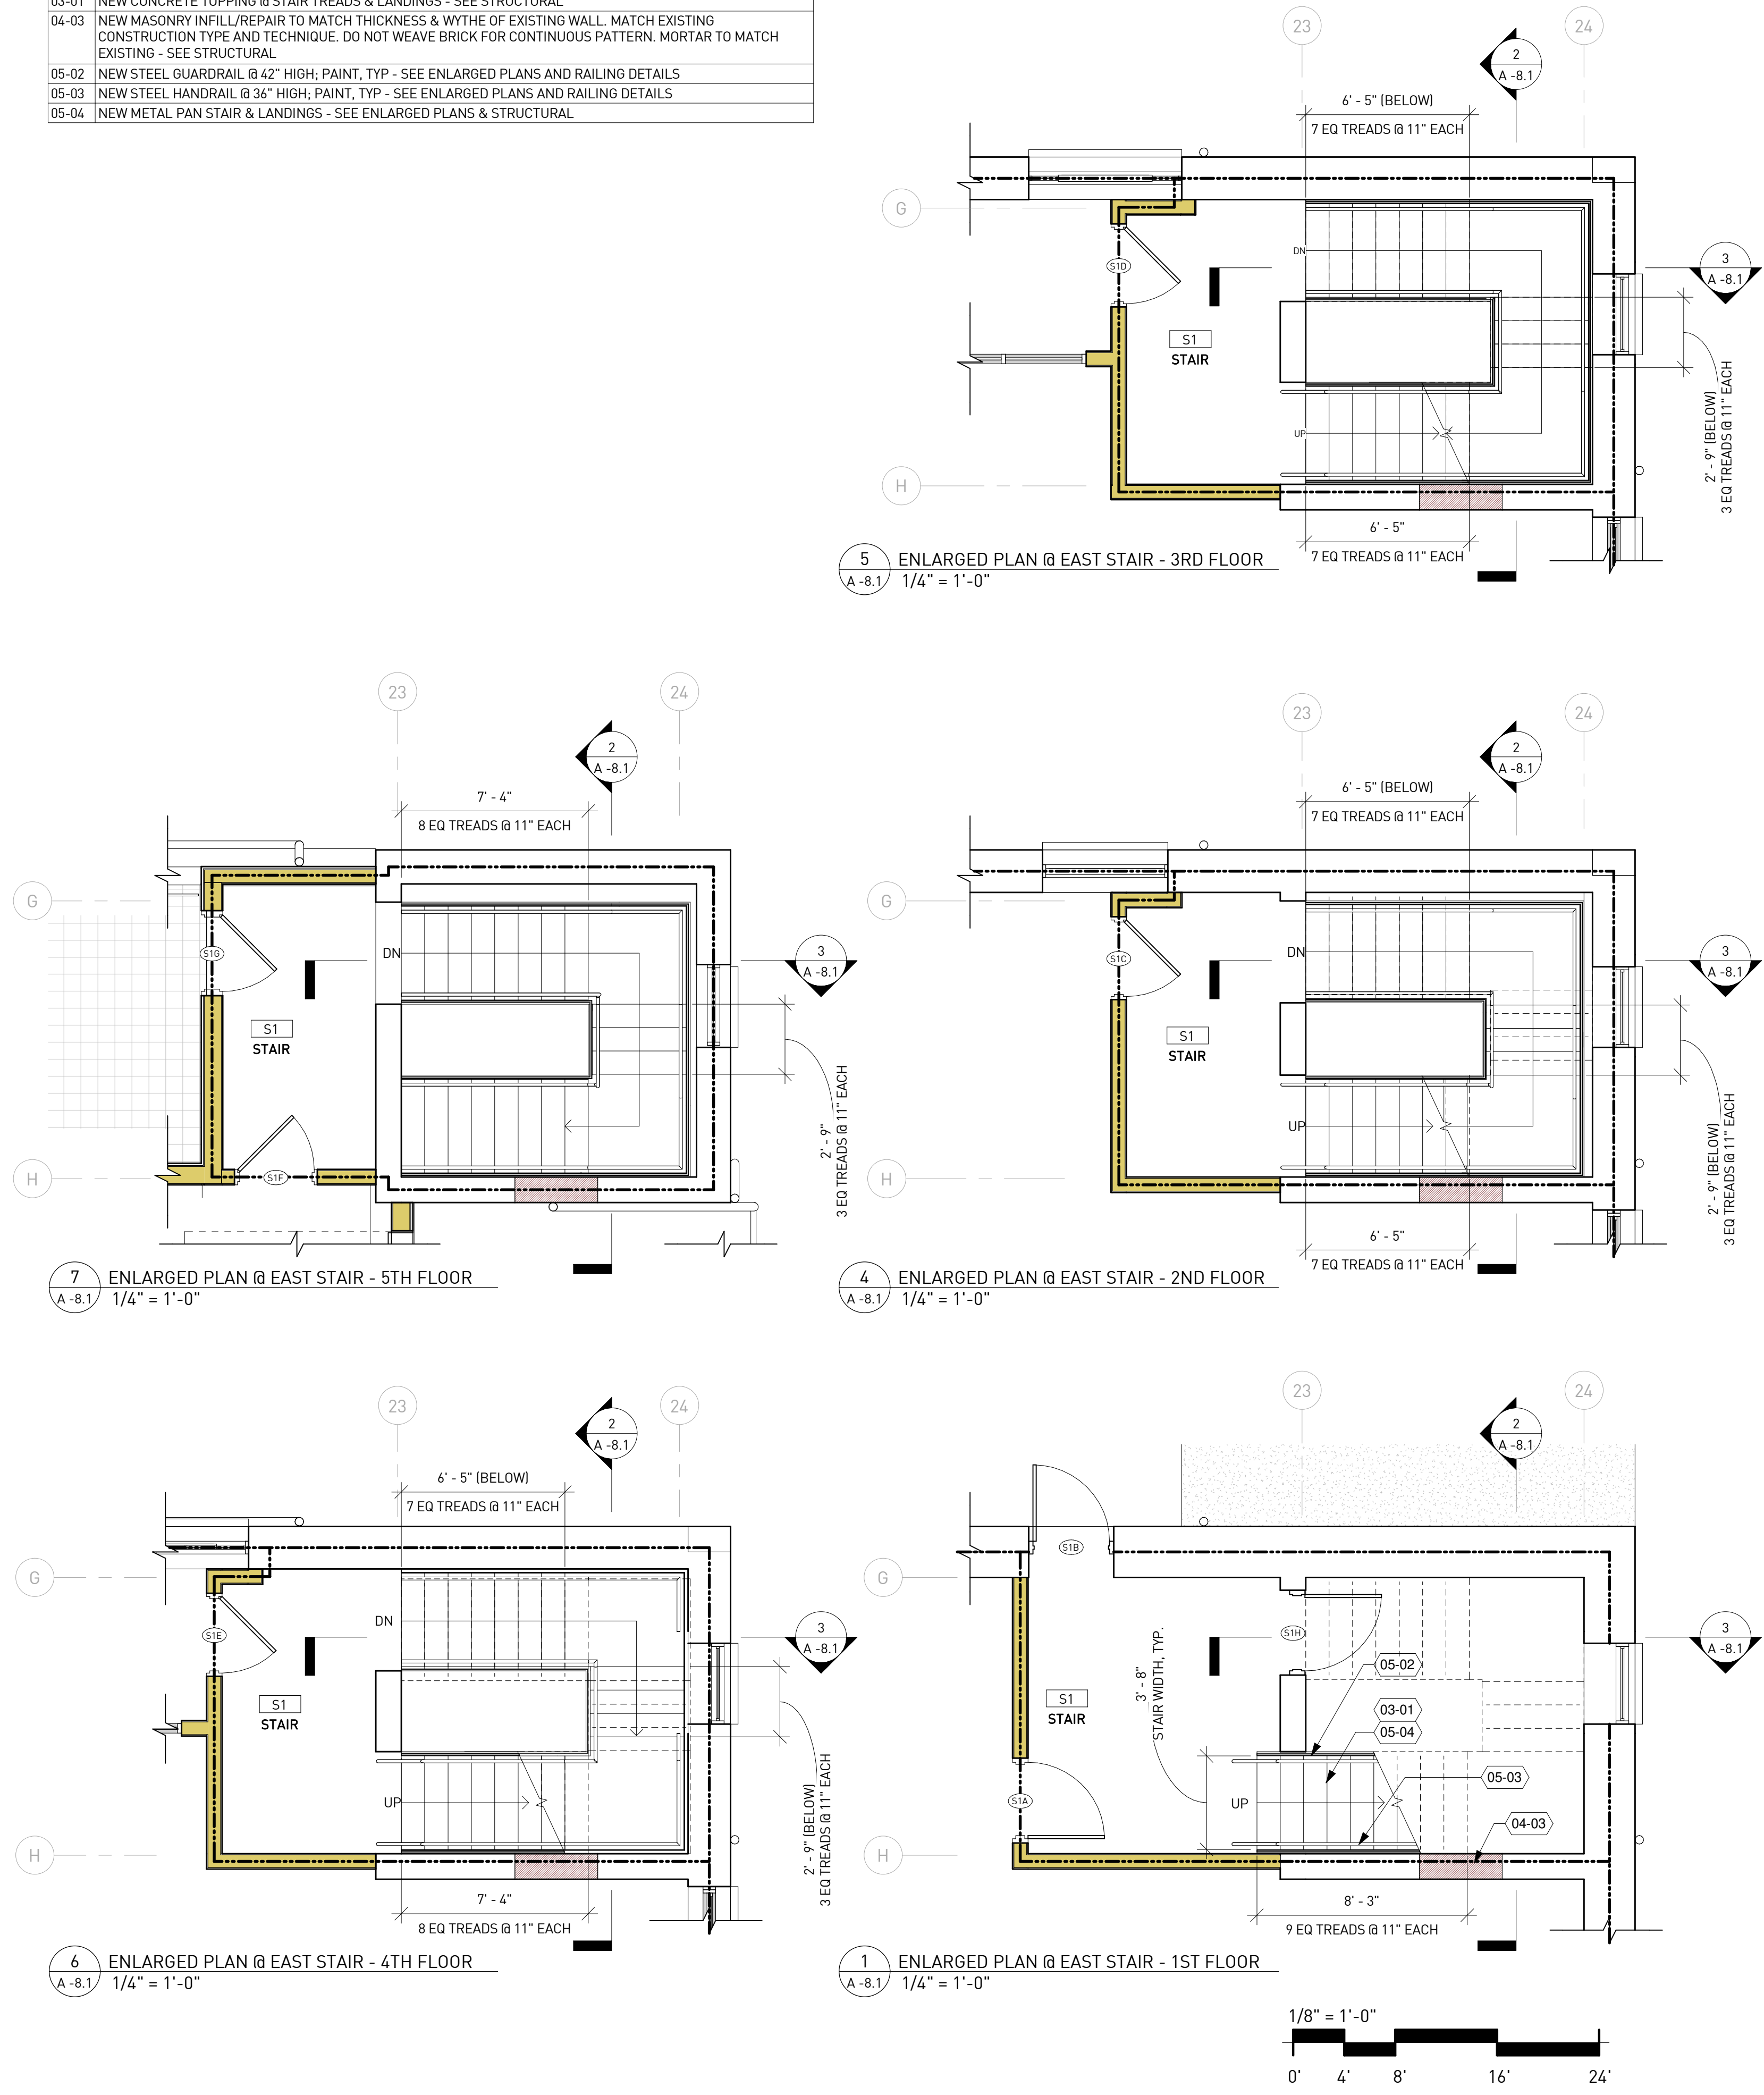 03-01 NEW CONCRETE TOPPING @ STAIR TREADS & LANDINGS - SEE STRUCTURAL
04-03 NEW MASONRY INFILL/REPAIR TO MATCH THICKNESS & WYTHE OF EXISTING WALL. MATCH EXISTING
CONSTRUCTION TYPE AND TECHNIQUE. DO NOT WEAVE BRICK FOR CONTINUOUS PATTERN. MORTAR TO MATCH
EXISTING - SEE STRUCTURAL
05-02 NEW STEEL GUARDRAIL @ 42" HIGH; PAINT, TYP - SEE ENLARGED PLANS AND RAILING DETAILS
05-03 NEW STEEL HANDRAIL @ 36" HIGH; PAINT, TYP - SEE ENLARGED PLANS AND RAILING DETAILS
05-04 NEW METAL PAN STAIR & LANDINGS - SEE ENLARGED PLANS & STRUCTURAL
23
24
2
A -8.1
6' - 5" (BELOW)
7 EQ TREADS @ 11" EACH
G
S1D
DN
3
A -8.1
S1
STAIR
2' - 9" (BELOW)
3 EQ TREADS @ 11" EACH
UP
H
6' - 5"
7 EQ TREADS @ 11" EACH
5
A -8.1
ENLARGED PLAN @ EAST STAIR - 3RD FLOOR
1/4" = 1'-0"
23
24
2
A -8.1
7' - 4"
8 EQ TREADS @ 11" EACH
G
S1G
DN
3
A -8.1
S1
STAIR
2' - 9"
3 EQ TREADS @ 11" EACH
H
S1F
7
A -8.1
ENLARGED PLAN @ EAST STAIR - 5TH FLOOR
1/4" = 1'-0"
23
24
2
A -8.1
6' - 5" (BELOW)
7 EQ TREADS @ 11" EACH
G
S1C
DN
3
A -8.1
S1
STAIR
2' - 9" (BELOW)
3 EQ TREADS @ 11" EACH
UP
H
6' - 5"
7 EQ TREADS @ 11" EACH
4
A -8.1
ENLARGED PLAN @ EAST STAIR - 2ND FLOOR
1/4" = 1'-0"
23
24
2
A -8.1
6' - 5" (BELOW)
7 EQ TREADS @ 11" EACH
G
S1E
DN
3
A -8.1
S1
STAIR
2' - 9" (BELOW)
3 EQ TREADS @ 11" EACH
UP
H
7' - 4"
8 EQ TREADS @ 11" EACH
6
A -8.1
ENLARGED PLAN @ EAST STAIR - 4TH FLOOR
1/4" = 1'-0"
23
24
2
A -8.1
S1B
G
S1H
3
A -8.1
3' - 8"
STAIR WIDTH, TYP.
05-02
S1
STAIR
03-01
05-04
05-03
S1A
UP
04-03
H
8' - 3"
9 EQ TREADS @ 11" EACH
1
A -8.1
ENLARGED PLAN @ EAST STAIR - 1ST FLOOR
1/4" = 1'-0"
1/8" = 1'-0"
0' 4' 8' 16' 24'